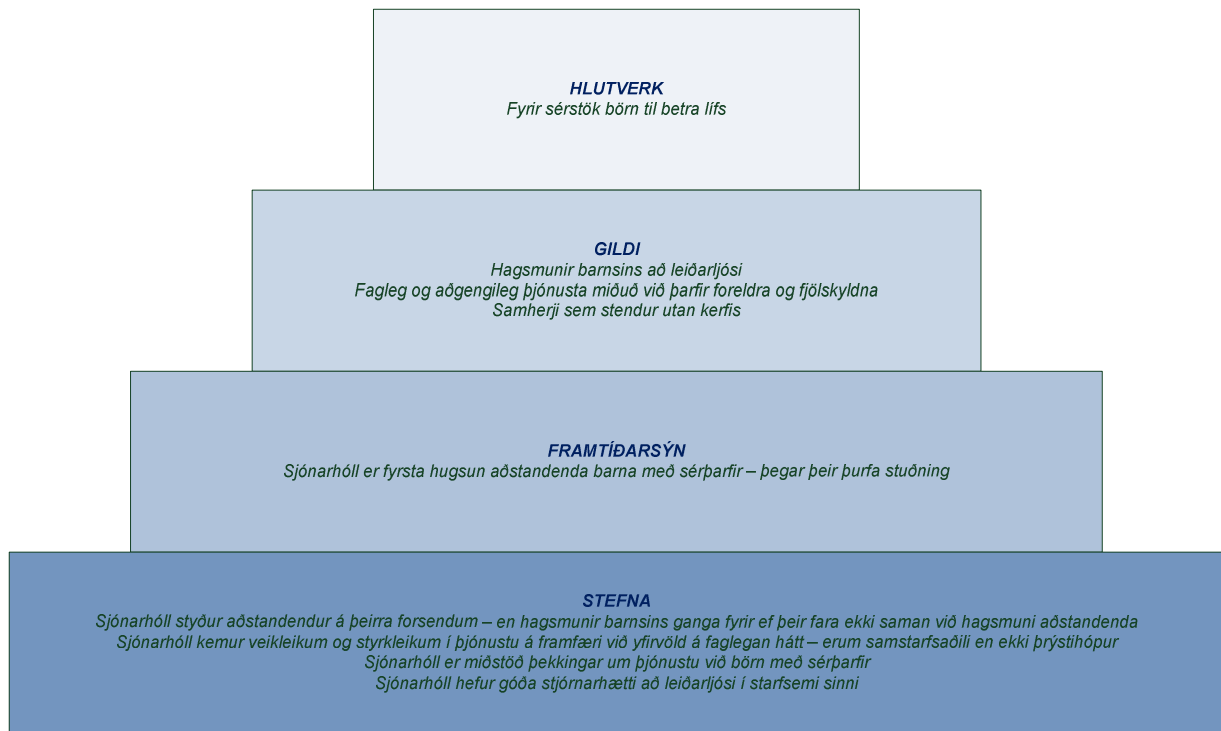 HLUTVERK
Fyrir sérstök börn til betra lífs
GILDI
Hagsmunir barnsins að leiðarljósi
Fagleg og aðgengileg þjónusta miðuð við þarfir foreldra og fjölskyldna
Samherji sem stendur utan kerfis
FRAMTÍÐARSÝN
Sjónarhóll er fyrsta hugsun aðstandenda barna með sérþarfir – þegar þeir þurfa stuðning
STEFNA
Sjónarhóll styður aðstandendur á þeirra forsendum – en hagsmunir barnsins ganga fyrir ef þeir fara ekki saman við hagsmuni aðstandenda
Sjónarhóll kemur veikleikum og styrkleikum í þjónustu á framfæri við yfirvöld á faglegan hátt – erum samstarfsaðili en ekki þrýstihópur
Sjónarhóll er miðstöð þekkingar um þjónustu við börn með sérþarfir
Sjónarhóll hefur góða stjórnarhætti að leiðarljósi í starfsemi sinni